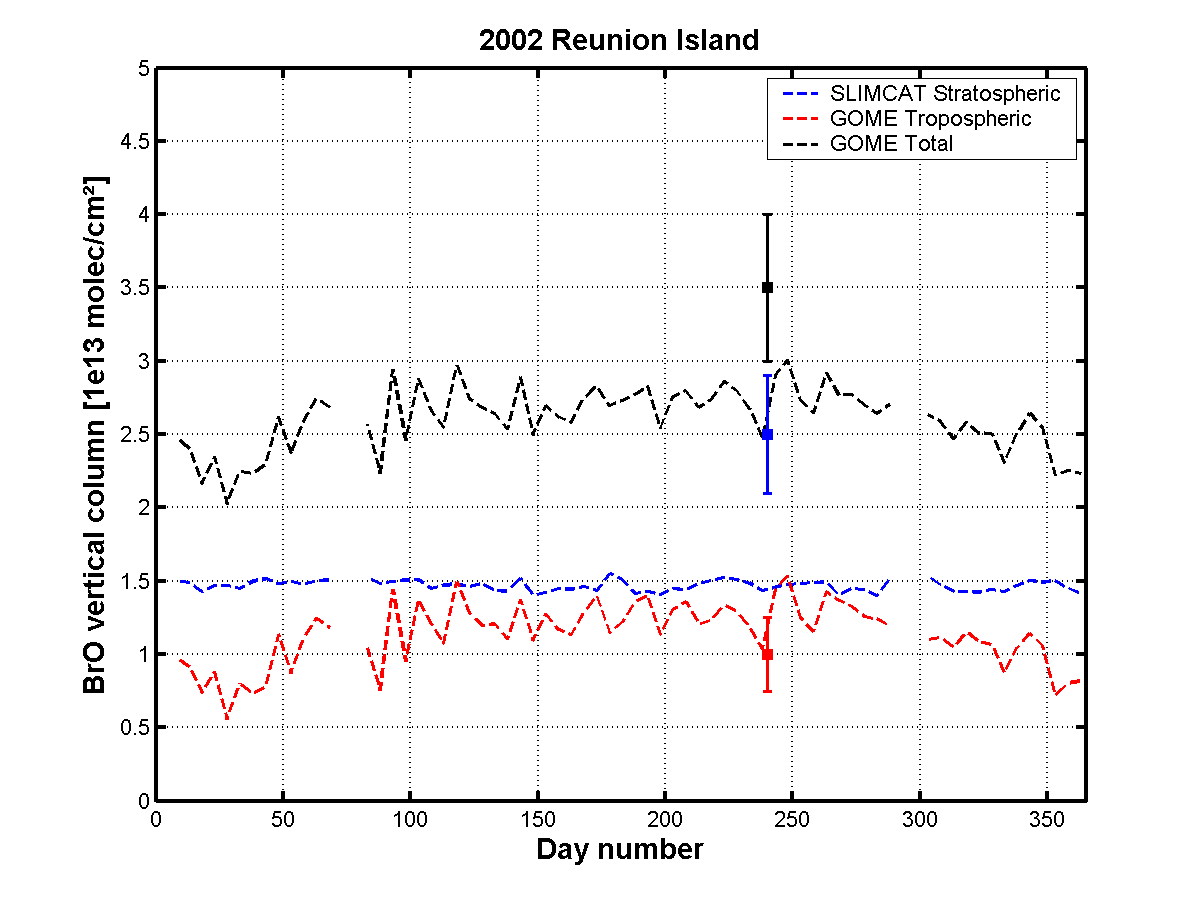 2002 Reunion Island
SLIMCAT Stratospheric
GOME Tropospheric
GOME Total
BrO vertical column [1e13 molec/cm²]
5
4.5
4
3.5
3
2.5
2
1.5
1
0.5
0
0 50 100 150 200 250 300 350
Day number